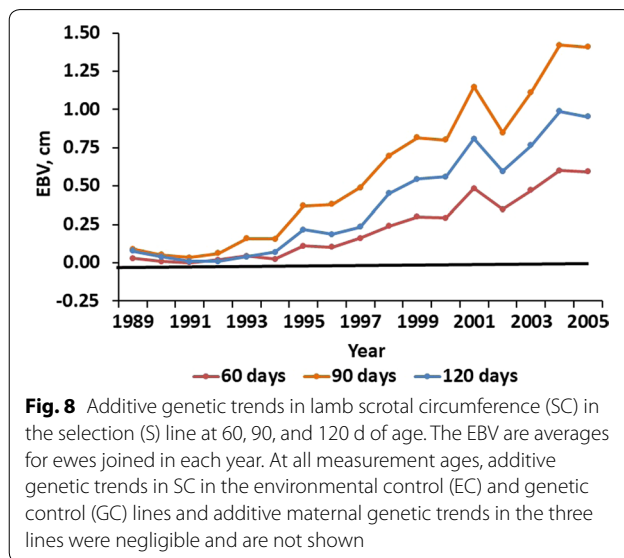 1.50
1.25
1.00
0.75
0.50
0.25
0.00
-0.25
EBV, cm
1989 1991 1993 1995 1997 1999 2001 2003 2005
Year
60 days 90 days 120 days
Fig. 8 Additive genetic trends in lamb scrotal circumference (SC) in
the selection (S) line at 60, 90, and 120 d of age. The EBV are averages
for ewes joined in each year. At all measurement ages, additive
genetic trends in SC in the environmental control (EC) and genetic
control (GC) lines and additive maternal genetic trends in the three
lines were negligible and are not shown